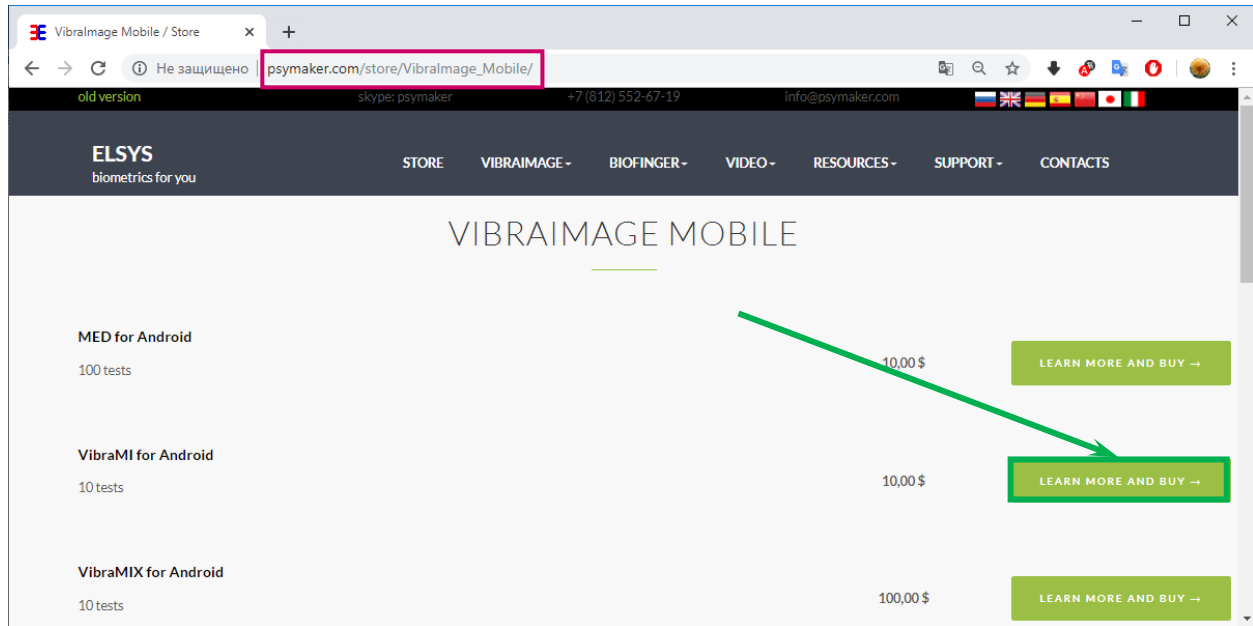 VibraImage Mobile / Store
Не защищено psymaker.com/store/VibraImage_Mobile/
old version skype: psymaker +7 (812) 552-67-19 info@psymaker.com
ELSYS
biometrics for you
STORE VIBRAIMAGE BIOFINGER VIDEO RESOURCES SUPPORT CONTACTS
VIBRAIMAGE MOBILE
MED for Android
100 tests 10,00 $ LEARN MORE AND BUY →
VibraMI for Android
10 tests 10,00 $ LEARN MORE AND BUY →
VibraMIX for Android
10 tests 100,00 $ LEARN MORE AND BUY →